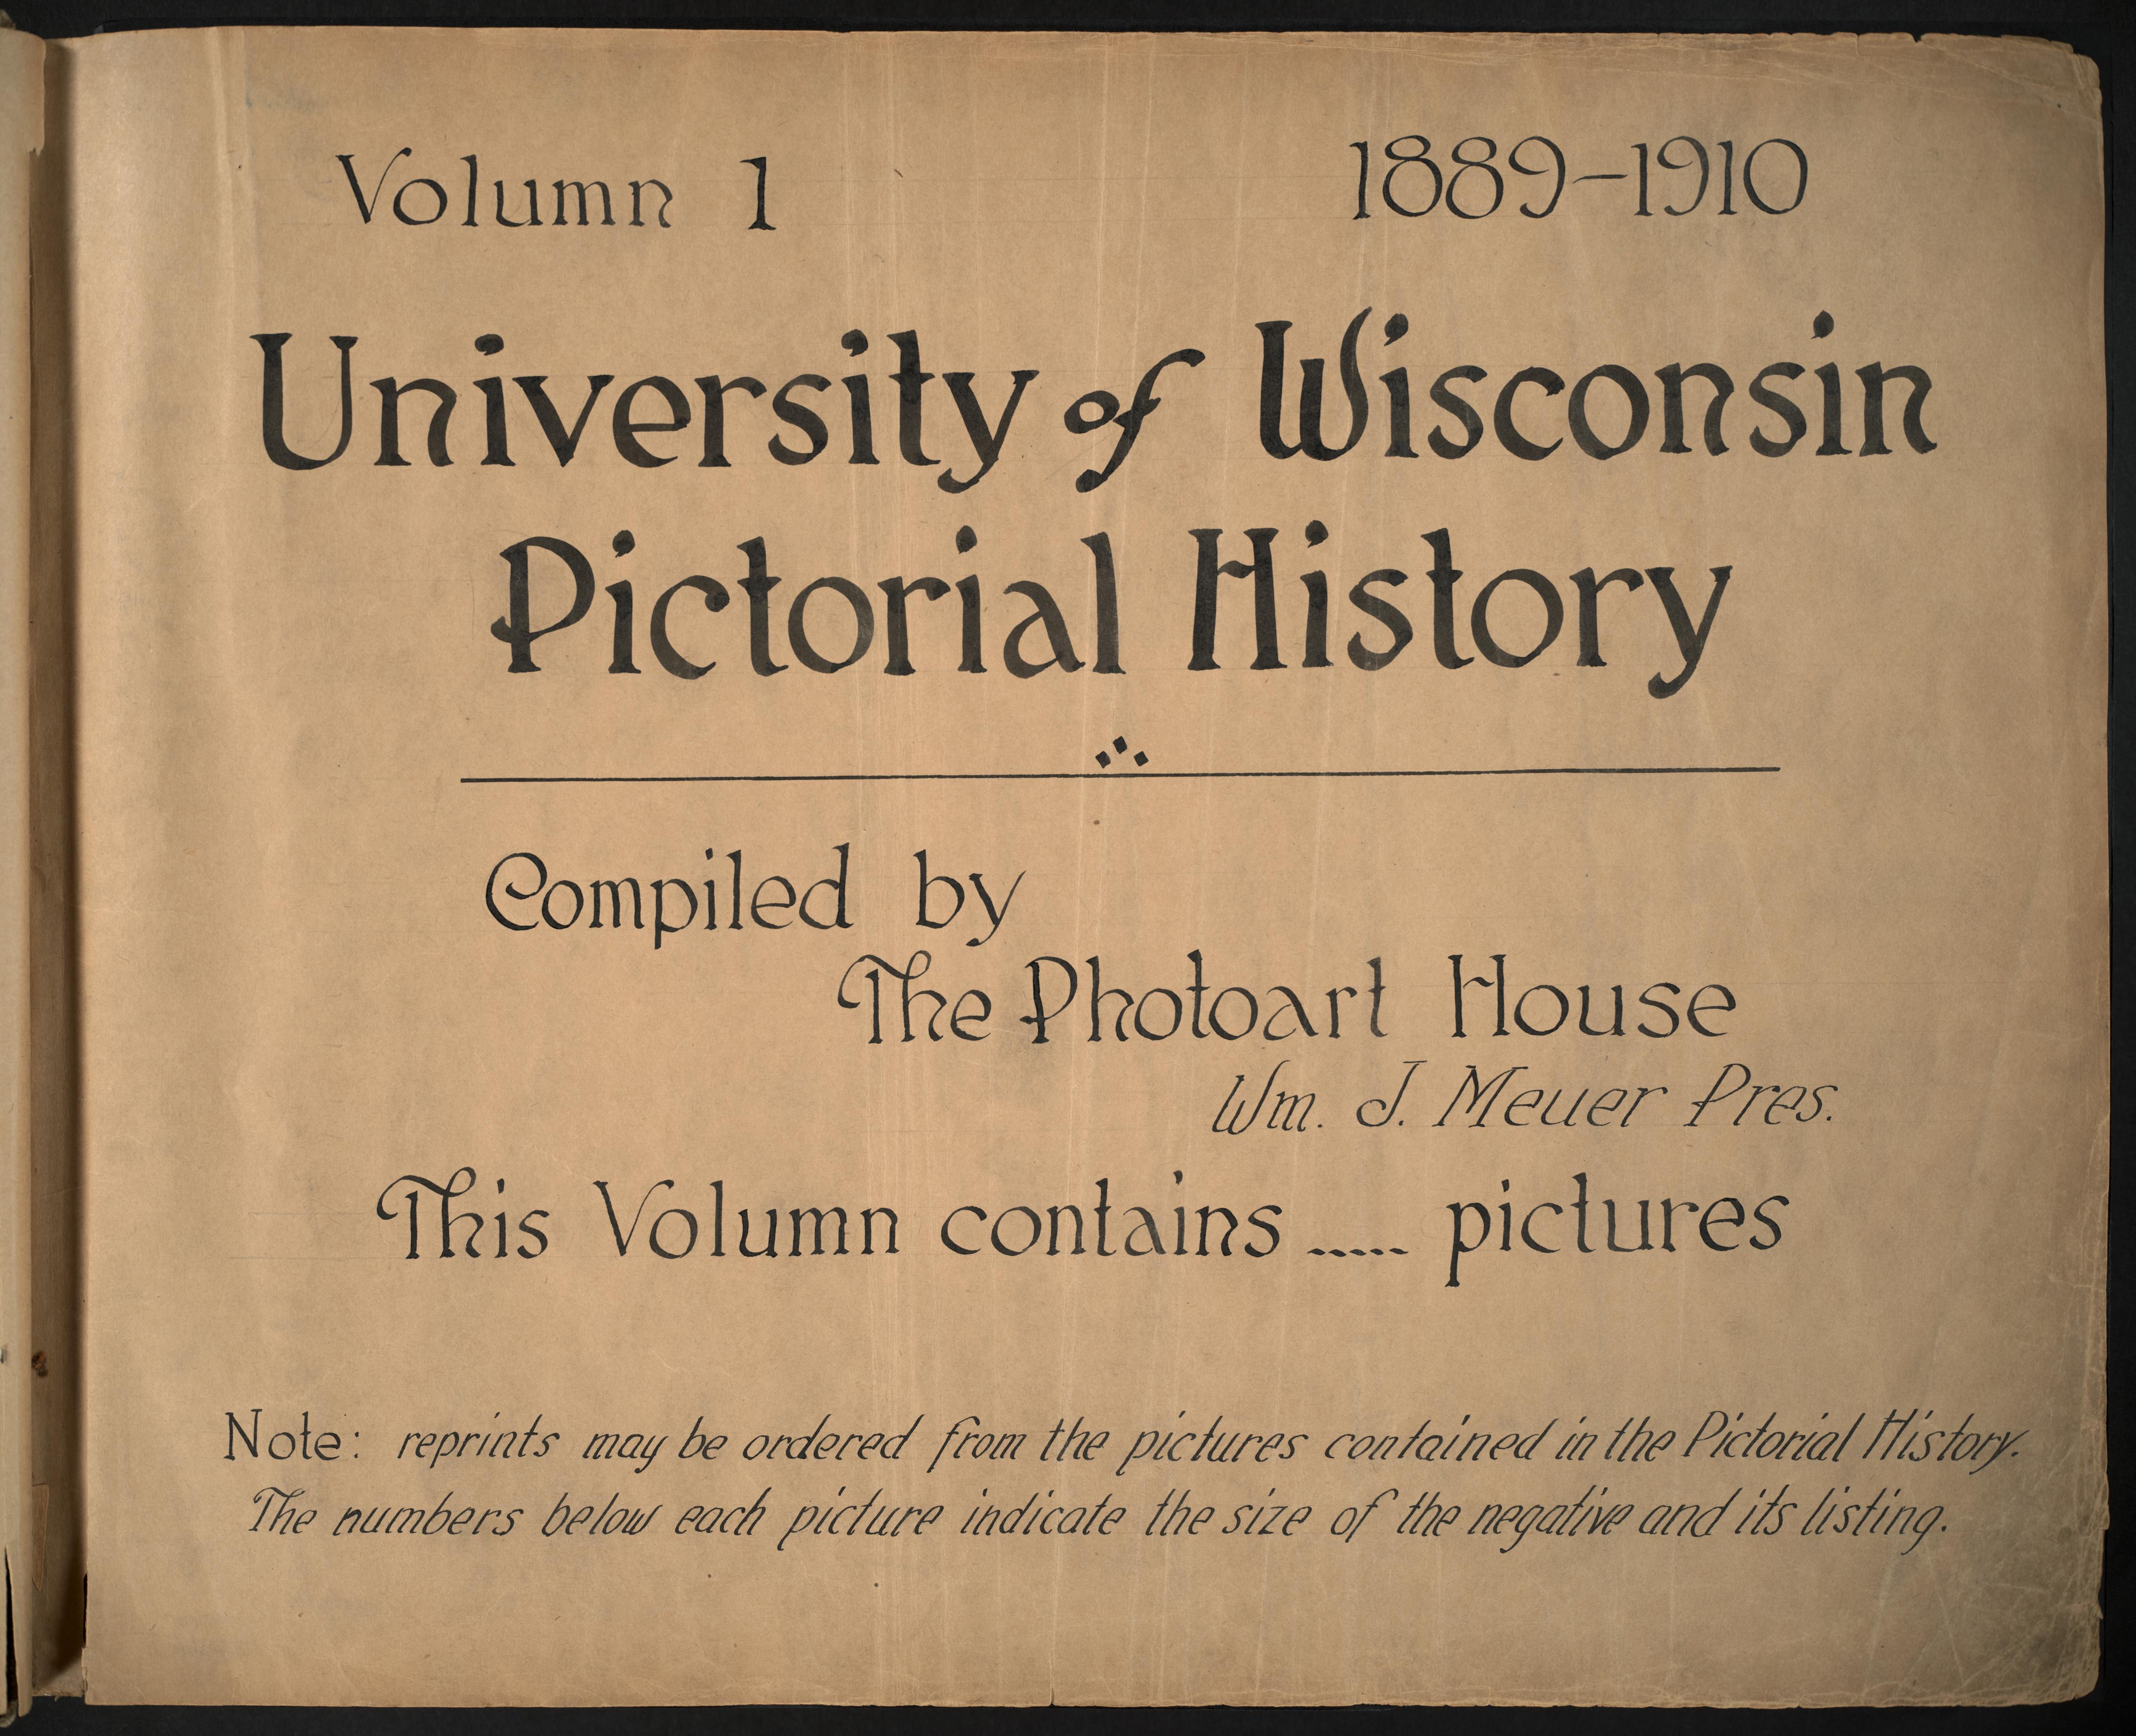 Volumn 1 1889-1910
University of Wisconsin
Pictorial History
Compiled by
The Photoart House
Wm. J. Meuer Pres.
This Volumn contains ..... pictures
Note: reprints may be ordered from the pictures contained in the Pictorial History.
The numbers below each picture indicate the size of the negative and its listing.